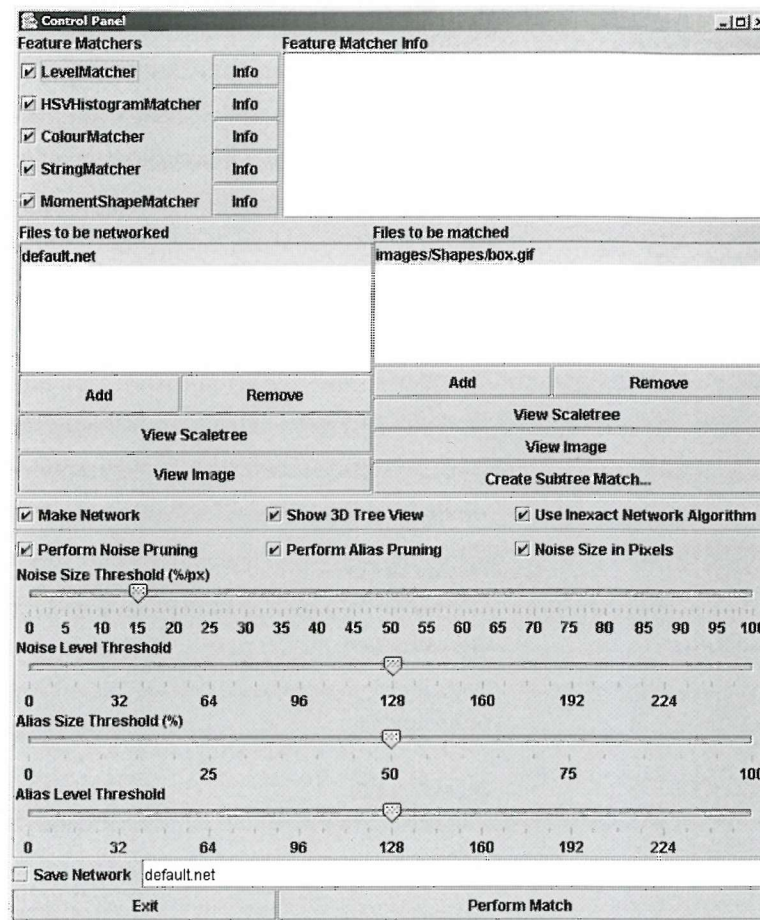 Control Panel
Feature Matchers
Feature Matcher Info
LevelMatcher Info
HSVHistogramMatcher Info
ColourMatcher Info
StringMatcher Info
MomentShapeMatcher Info
Files to be networked
default.net
Add Remove
View Scaletree
View Image
Files to be matched
images/Shapes/box.gif
Add Remove
View Scaletree
View Image
Create Subtree Match...
Make Network Show 3D Tree View Use Inexact Network Algorithm
Perform Noise Pruning Perform Alias Pruning Noise Size in Pixels
Noise Size Threshold (%/px)
0 5 10 15 20 25 30 35 40 45 50 55 60 65 70 75 80 85 90 95 100
Noise Level Threshold
0 32 64 96 128 160 192 224
Alias Size Threshold (%)
0 25 50 75 100
Alias Level Threshold
0 32 64 96 128 160 192 224
Save Network default.net
Exit Perform Match